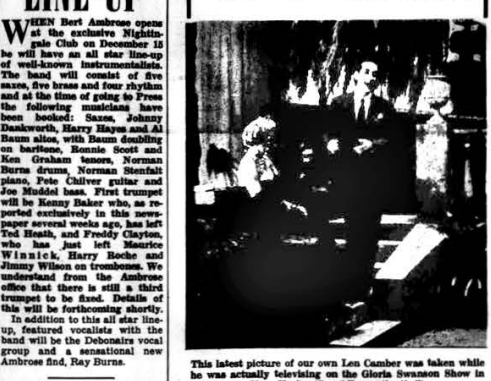 LINE UP
WHEN Bert Ambrose opens
at the exclusive Nightin-
gale Club on December 15
he will have an all star line-up
of well-known instrumentalists.
The band will consist of five
saxes, five brass and four rhythm
and at the time of going to Press
the following musicians have
been booked: Saxes, Johnny
Dankworth, Harry Hayes and Al
Baum altos, with Baum doubling
on baritone, Ronnie Scott and
Ken Graham tenors, Norman
Burns drums, Norman Stenfalt
piano, Pete Chilver guitar and
Joe Muddel bass. First trumpet
will be Kenny Baker who, as re-
ported exclusively in this news-
paper several weeks ago, has left
Ted Heath, and Freddy Clayton,
who has just left Maurice
Winnick, Harry Roche and
Jimmy Wilson on trombones. We
understand from the Ambrose
office that there is still a third
trumpet to be fixed. Details of
this will be forthcoming shortly.
In addition to this all star line-
up, featured vocalists with the
band will be the Debonairs vocal
group and a sensational new
Ambrose find, Ray Burns.
This latest picture of our own Len Camber was taken while
he was actually televising on the Gloria Swanson Show in